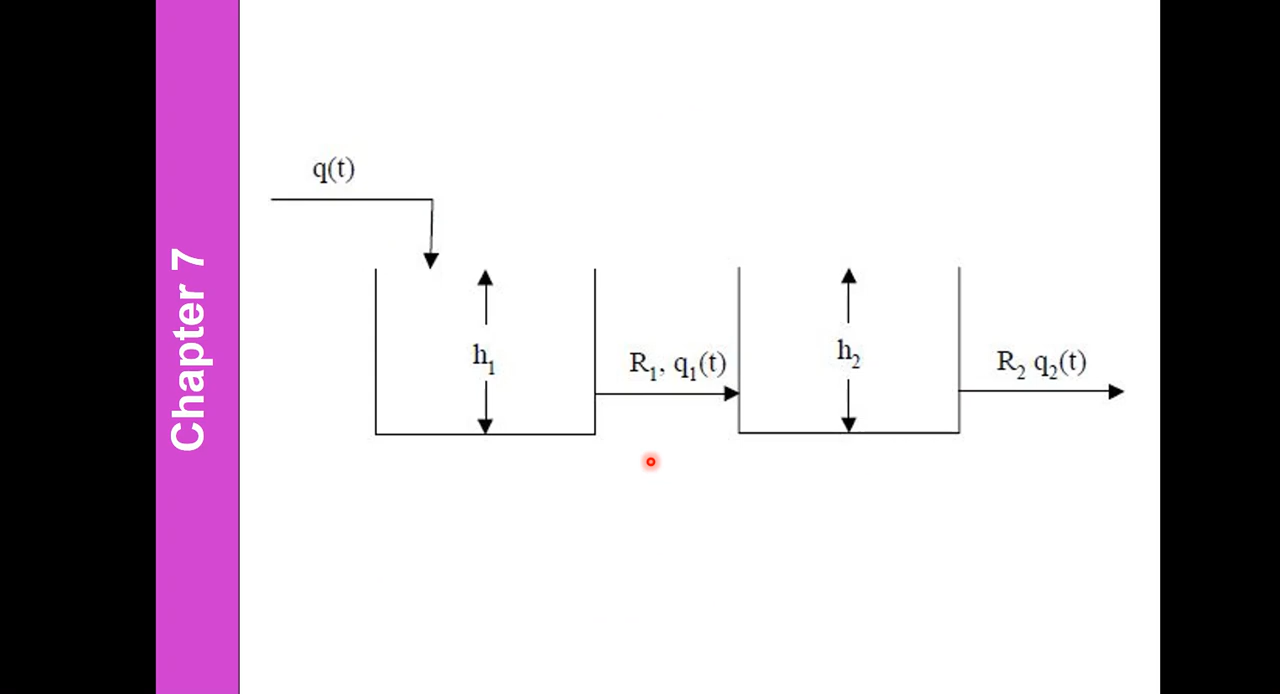 Chapter 7
q(t)
h₁
R₁, q₁(t)
h₂
R₂ q₂(t)